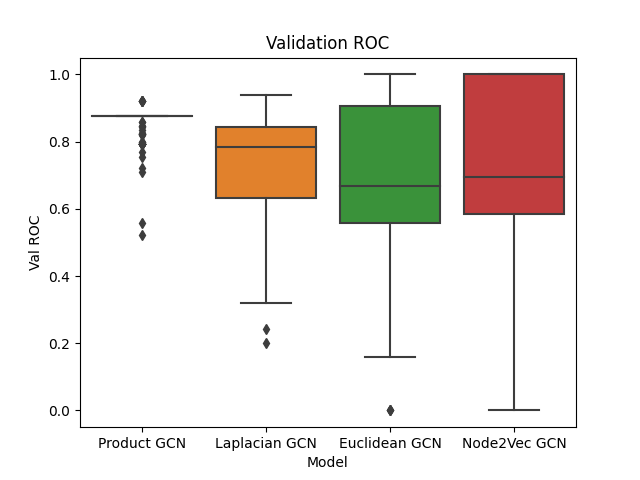 Validation ROC
Val ROC
1.0
0.8
0.6
0.4
0.2
0.0
Product GCN
Laplacian GCN
Euclidean GCN
Node2Vec GCN
Model